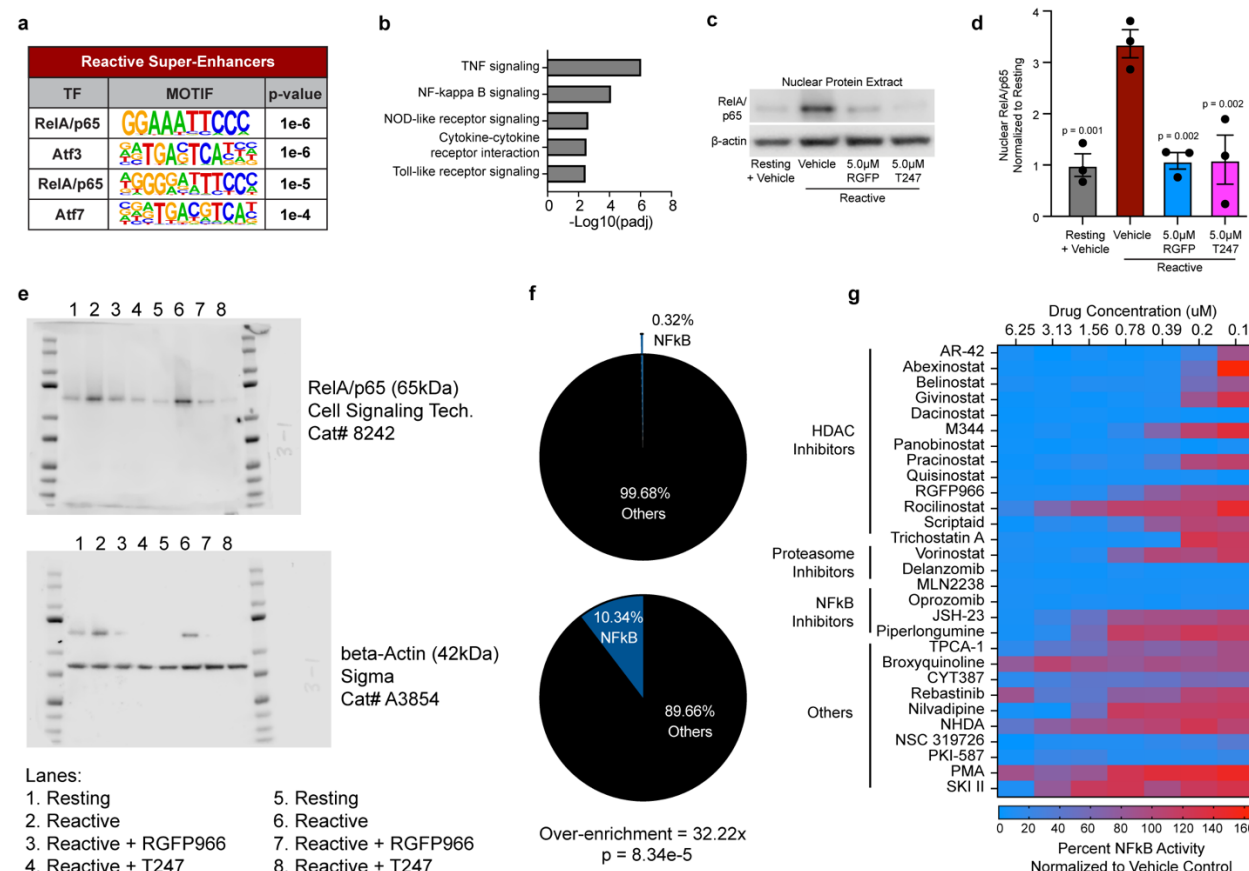 a
Reactive Super-Enhancers
TF MOTIF p-value
RelA/p65 GGAAATTCCC 1e-6
Atf3 TGAGTCA 1e-6
RelA/p65 GGGGATTTCCC 1e-5
Atf7 TGACGTCA 1e-4
b
TNF signaling
NF-kappa B signaling
NOD-like receptor signaling
Cytokine-cytokine
receptor interaction
Toll-like receptor signaling
0 2 4 6 8
-Log10(padj)
c
Nuclear Protein Extract
RelA/
p65
β-actin
Resting
+ Vehicle
Vehicle
5.0µM
RGFP
5.0µM
T247
Reactive
d
Nuclear RelA/p65
Normalized to Resting
4
3
2
1
0
p = 0.001
p = 0.002
p = 0.002
Resting
+ Vehicle
Vehicle
5.0µM
RGFP
5.0µM
T247
Reactive
e
1 2 3 4 5 6 7 8
RelA/p65 (65kDa)
Cell Signaling Tech.
Cat# 8242
3-1
1 2 3 4 5 6 7 8
beta-Actin (42kDa)
Sigma
Cat# A3854
3-1
Lanes:
1. Resting
2. Reactive
3. Reactive + RGFP966
4. Reactive + T247
5. Resting
6. Reactive
7. Reactive + RGFP966
8. Reactive + T247
f
0.32%
NFkB
99.68%
Others
10.34%
NFkB
89.66%
Others
Over-enrichment = 32.22x
p = 8.34e-5
g
Drug Concentration (uM)
6.25 3.13 1.56 0.78 0.39 0.2 0.1
HDAC
Inhibitors
AR-42
Abexinostat
Belinostat
Givinostat
Dacinostat
M344
Panobinostat
Pracinostat
Quisinostat
RGFP966
Rocilinostat
Scriptaid
Trichostatin A
Vorinostat
Proteasome
Inhibitors
Delanzomib
MLN2238
Oprozomib
NFkB
Inhibitors
JSH-23
Piperlongumine
TPCA-1
Others
Broxyquinoline
CYT387
Rebastinib
Nilvadipine
NHDA
NSC 319726
PKI-587
PMA
SKI II
0 20 40 60 80 100 120 140 160
Percent NFkB Activity
Normalized to Vehicle Control